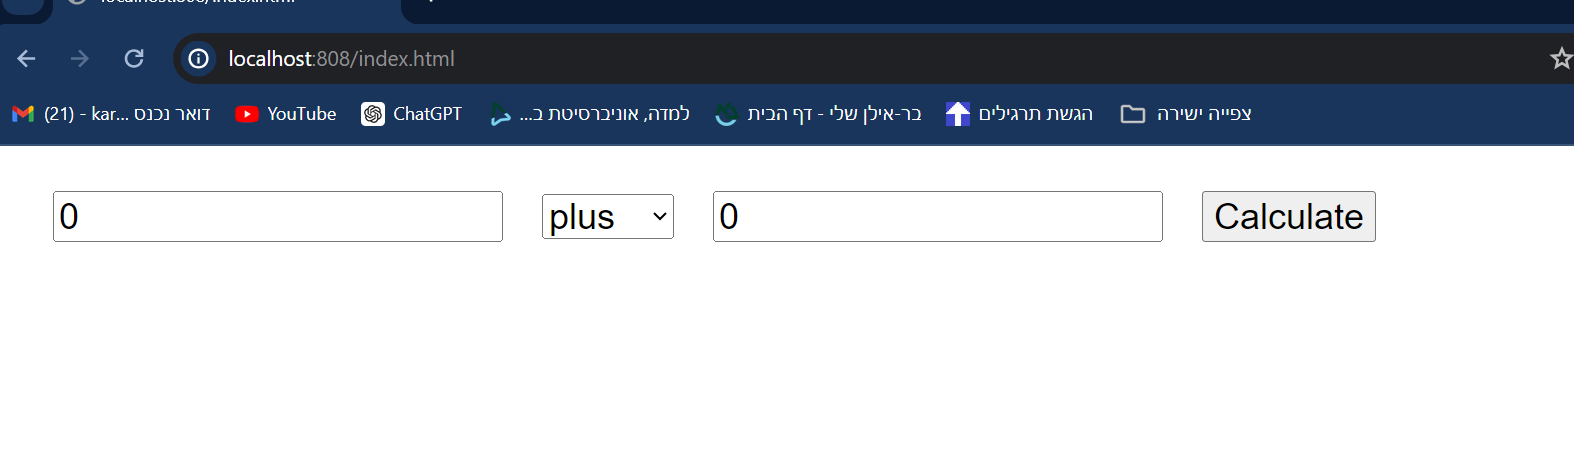 localhost:808/index.html
(21) - kar... דואר נכנס
YouTube
ChatGPT
למדה, אוניברסיטת ב...
בר-אילן שלי - דף הבית
הגשת תרגילים
צפייה ישירה
0 plus 0 Calculate